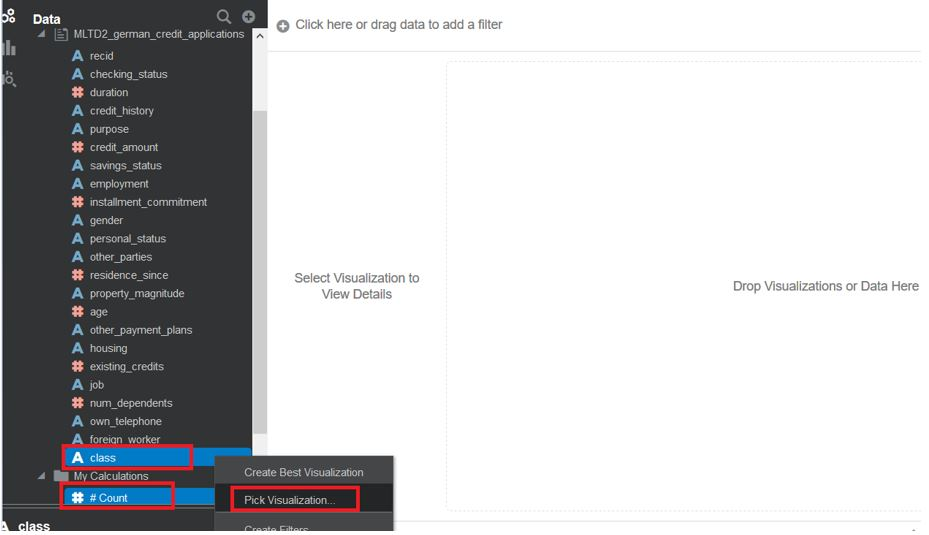 Data
Click here or drag data to add a filter
MLTD2_german_credit_applications
A recid
A checking_status
# duration
A credit_history
A purpose
# credit_amount
A savings_status
A employment
# installment_commitment
A gender
A personal_status
A other_parties
# residence_since
A property_magnitude
# age
A other_payment_plans
A housing
# existing_credits
A job
# num_dependents
A own_telephone
A foreign_worker
A class
My Calculations
# # Count
A class
Create Best Visualization
Pick Visualization...
Create Filters
Select Visualization to
View Details
Drop Visualizations or Data Here